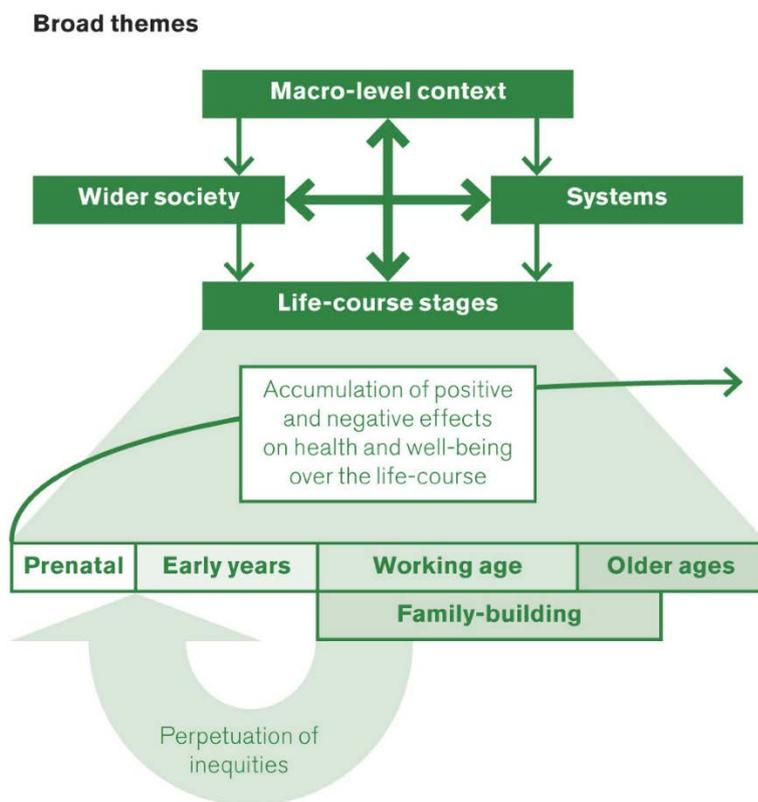 Broad themes
Macro-level context
Wider society
Systems
Life-course stages
Accumulation of positive
and negative effects
on health and well-being
over the life-course
Prenatal
Early years
Working age
Older ages
Family-building
Perpetuation of
inequities